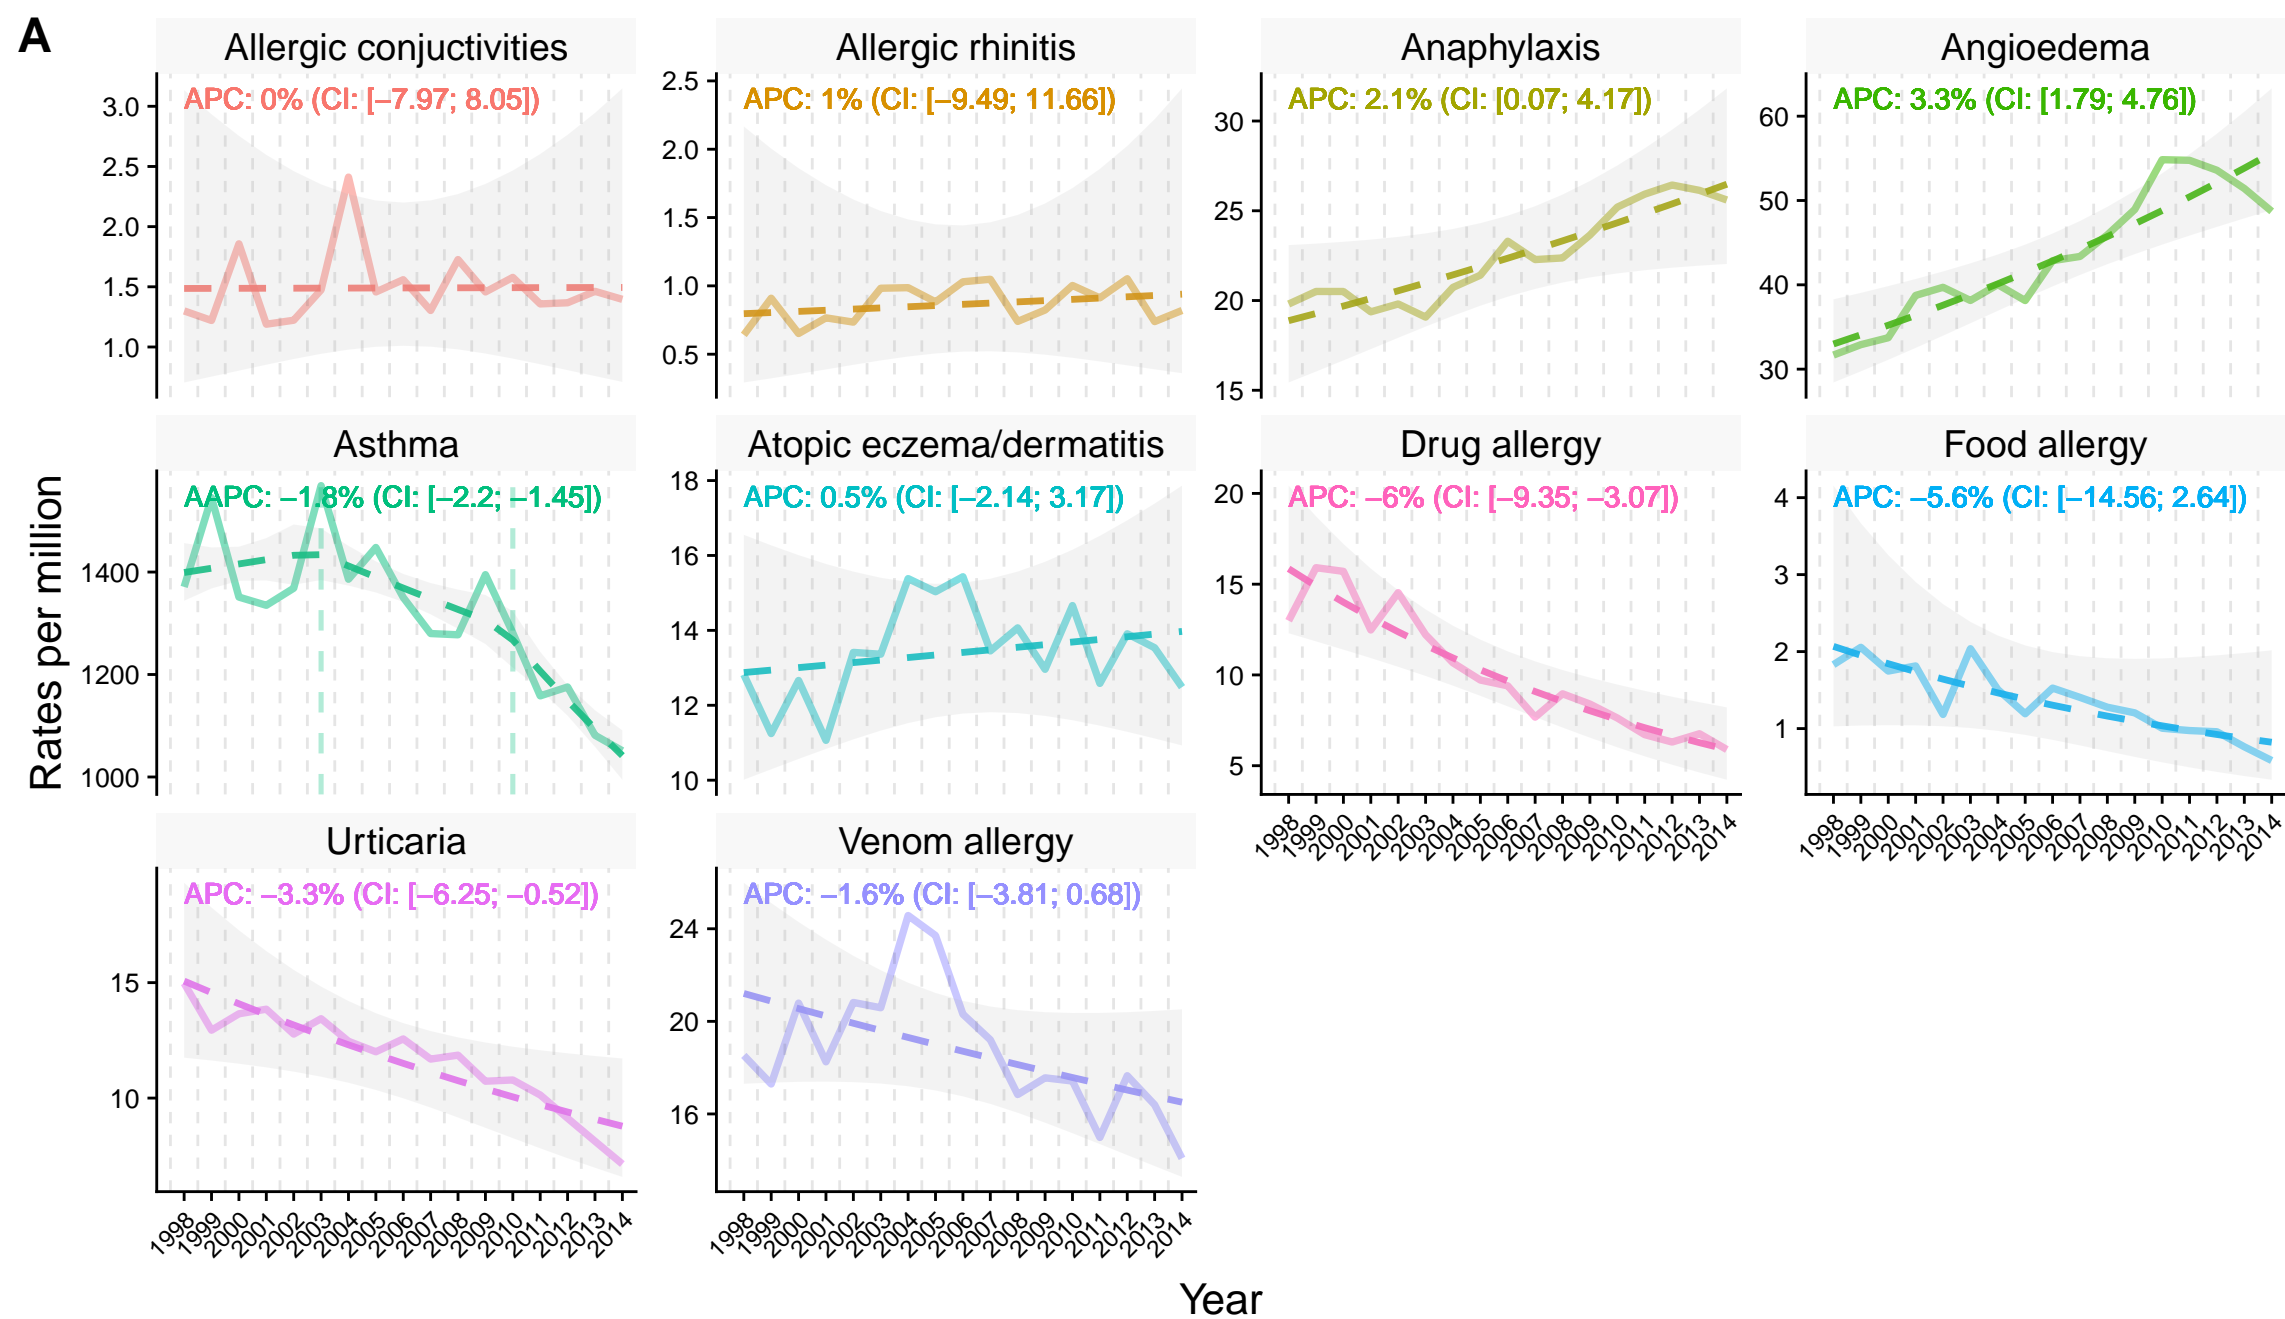 A
Allergic conjuctivities
APC: 0% (CI: [–7.97; 8.05])
3.0
2.5
2.0
1.5
1.0
Allergic rhinitis
APC: 1% (CI: [–9.49; 11.66])
2.5
2.0
1.5
1.0
0.5
Anaphylaxis
APC: 2.1% (CI: [0.07; 4.17])
30
25
20
15
Angioedema
APC: 3.3% (CI: [1.79; 4.76])
60
50
40
30
Rates per million
Asthma
AAPC: –1.8% (CI: [–2.2; –1.45])
1400
1200
1000
Atopic eczema/dermatitis
APC: 0.5% (CI: [–2.14; 3.17])
18
16
14
12
10
Drug allergy
APC: –6% (CI: [–9.35; –3.07])
20
15
10
5
1998 1999 2000 2001 2002 2003 2004 2005 2006 2007 2008 2009 2010 2011 2012 2013 2014
Food allergy
APC: –5.6% (CI: [–14.56; 2.64])
4
3
2
1
1998 1999 2000 2001 2002 2003 2004 2005 2006 2007 2008 2009 2010 2011 2012 2013 2014
Urticaria
APC: –3.3% (CI: [–6.25; –0.52])
15
10
1998 1999 2000 2001 2002 2003 2004 2005 2006 2007 2008 2009 2010 2011 2012 2013 2014
Venom allergy
APC: –1.6% (CI: [–3.81; 0.68])
24
20
16
1998 1999 2000 2001 2002 2003 2004 2005 2006 2007 2008 2009 2010 2011 2012 2013 2014
Year